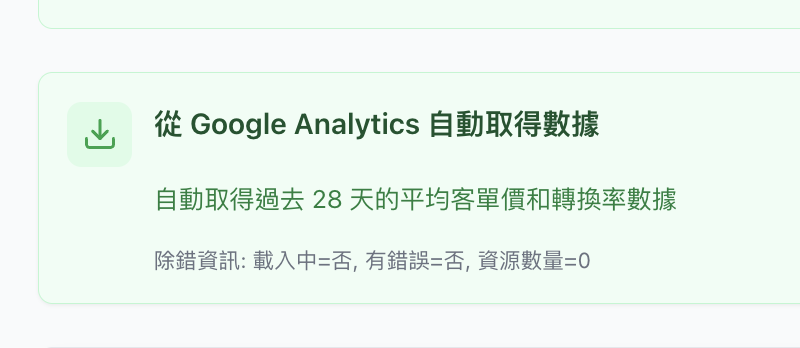 從 Google Analytics 自動取得數據
自動取得過去 28 天的平均客單價和轉換率數據
除錯資訊: 載入中=否, 有錯誤=否, 資源數量=0